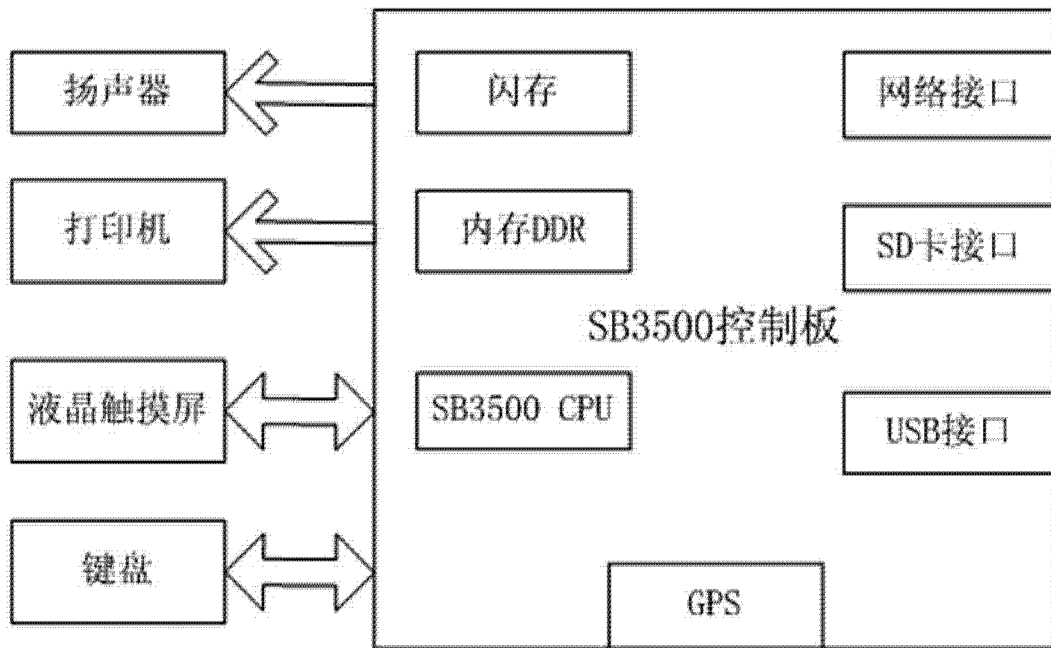 扬声器
闪存
网络接口
打印机
内存DDR
SD卡接口
SB3500控制板
液晶触摸屏
SB3500 CPU
USB接口
键盘
GPS